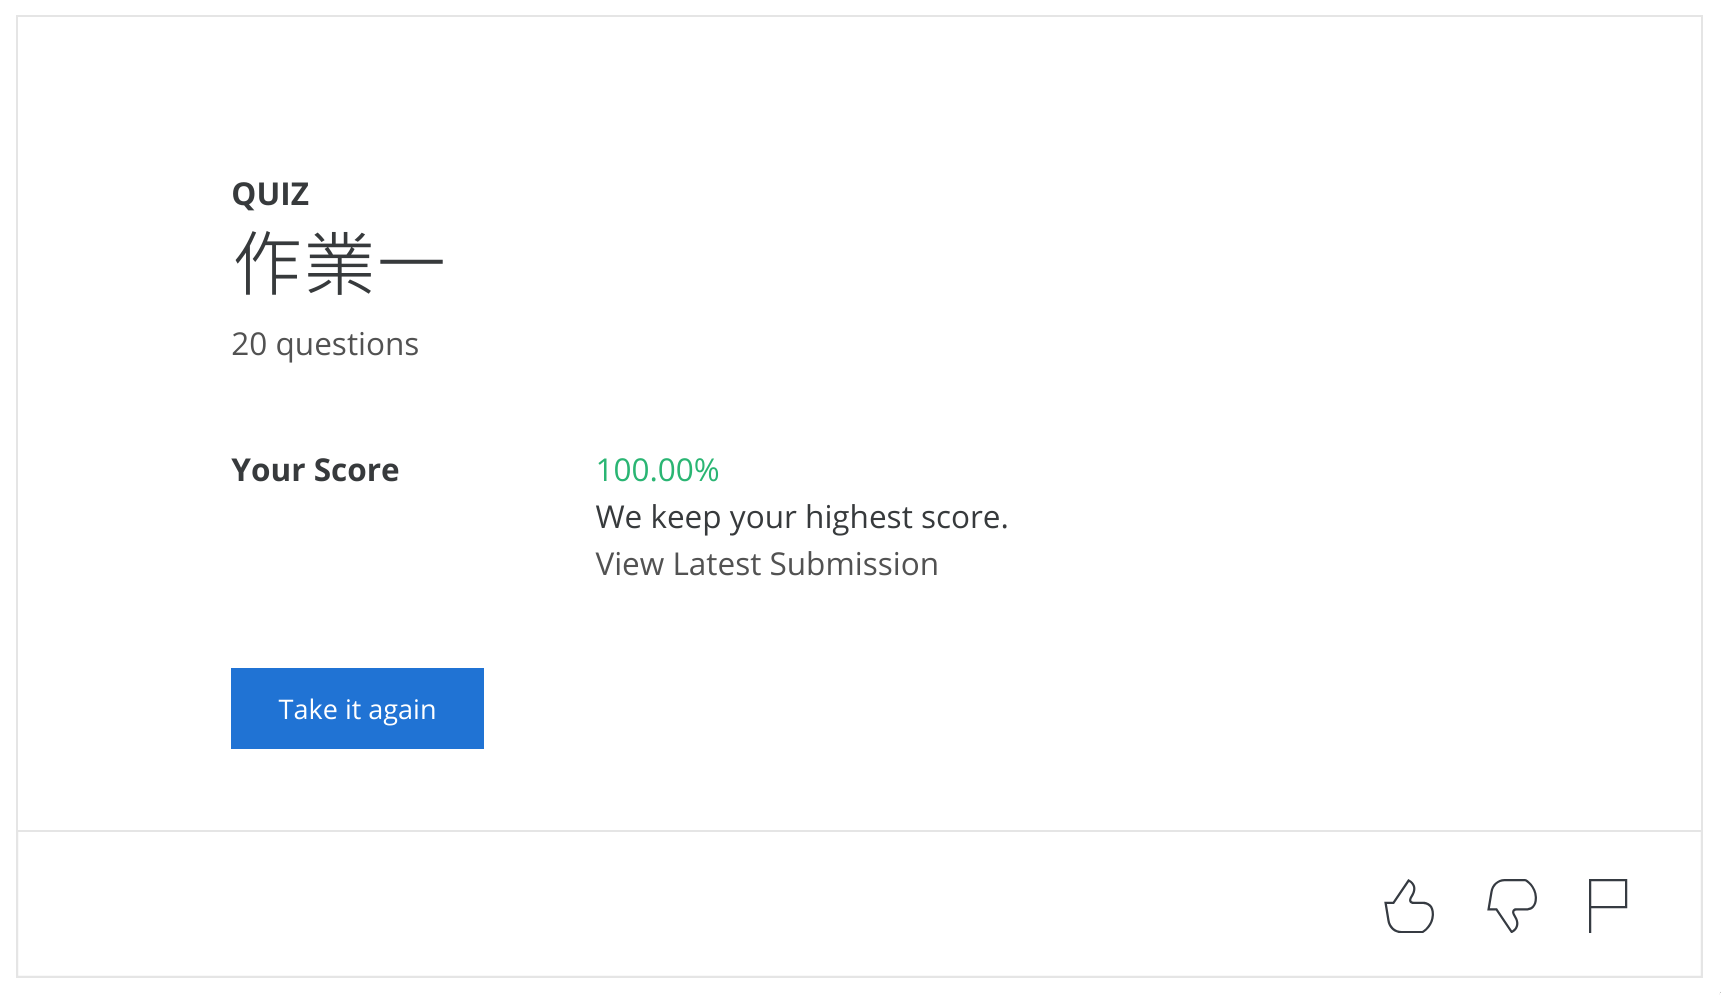 QUIZ
作業一
20 questions
Your Score
100.00%
We keep your highest score.
View Latest Submission
Take it again